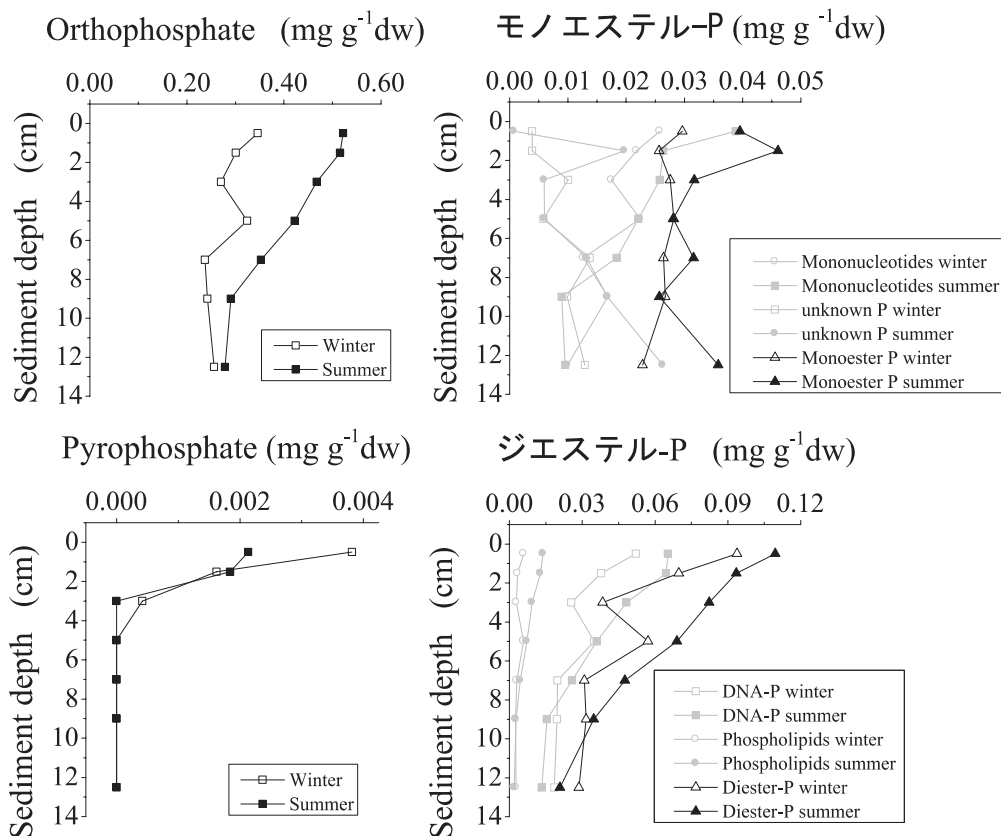 Orthophosphate (mg g-1dw)
0.00 0.20 0.40 0.60
Sediment depth (cm)
0
2
4
6
8
10
12
14
Winter
Summer
モノエステル-P (mg g-1dw)
0.00 0.01 0.02 0.03 0.04 0.05
Sediment depth (cm)
0
2
4
6
8
10
12
14
Mononucleotides winter
Mononucleotides summer
unknown P winter
unknown P summer
Monoester P winter
Monoester P summer
Pyrophosphate (mg g-1dw)
0.000 0.002 0.004
Sediment depth (cm)
0
2
4
6
8
10
12
14
Winter
Summer
ジエステル-P (mg g-1dw)
0.00 0.03 0.06 0.09 0.12
Sediment depth (cm)
0
2
4
6
8
10
12
14
DNA-P winter
DNA-P summer
Phospholipids winter
Phospholipids summer
Diester-P winter
Diester-P summer